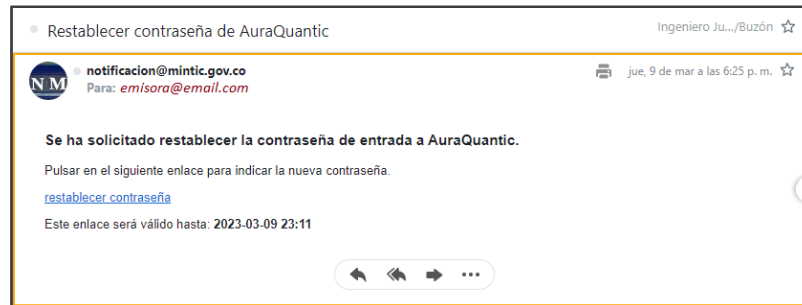 Restablecer contraseña de AuraQuantic
Ingeniero Ju.../Buzón
NM
notificacion@mintic.gov.co
jue, 9 de mar a las 6:25 p. m.
Para: emisora@email.com
Se ha solicitado restablecer la contraseña de entrada a AuraQuantic.
Pulsar en el siguiente enlace para indicar la nueva contraseña.
restablecer contraseña
Este enlace será válido hasta: 2023-03-09 23:11